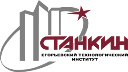 СТАНКИН
ЕГОРЬЕВСКИЙ ТЕХНОЛОГИЧЕСКИЙ
ИНСТИТУТ